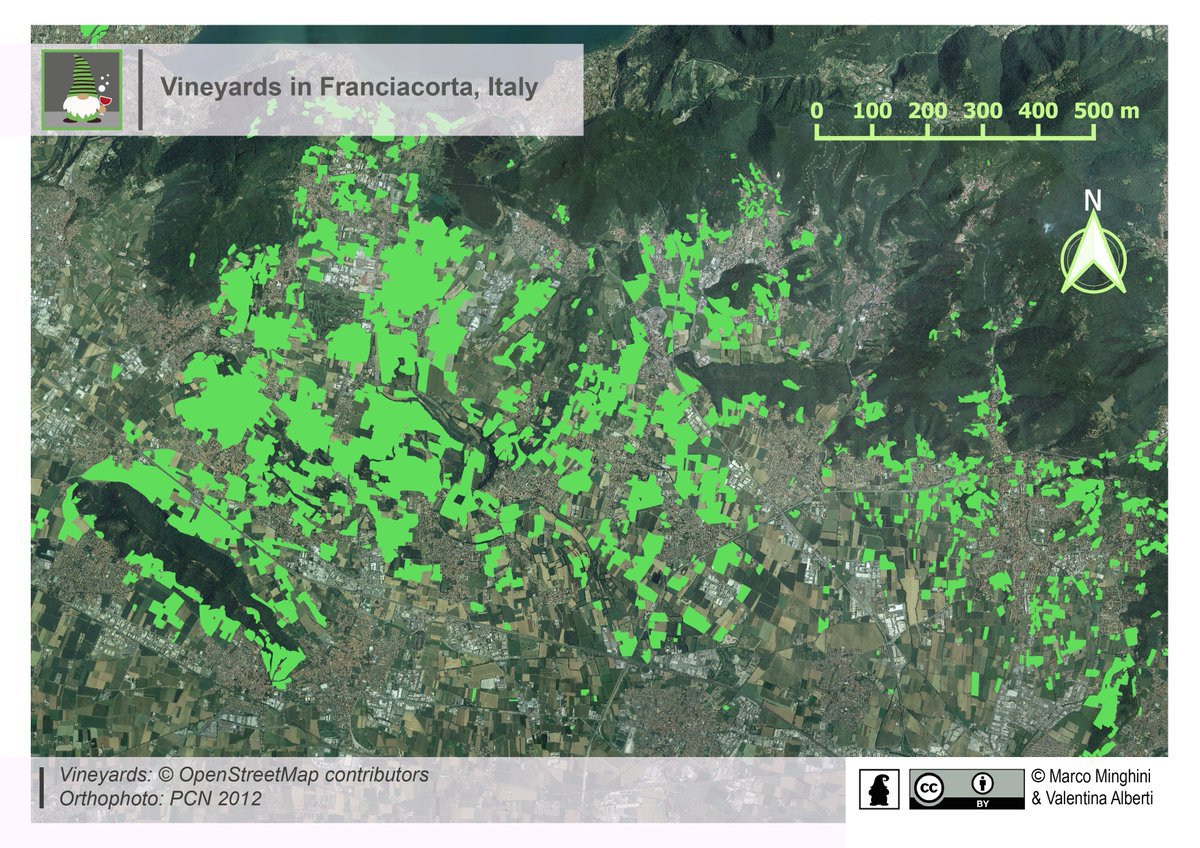 Vineyards in Franciacorta, Italy
0 100 200 300 400 500 m
N
Vineyards: © OpenStreetMap contributors
Orthophoto: PCN 2012
cc
BY
© Marco Minghini
& Valentina Alberti